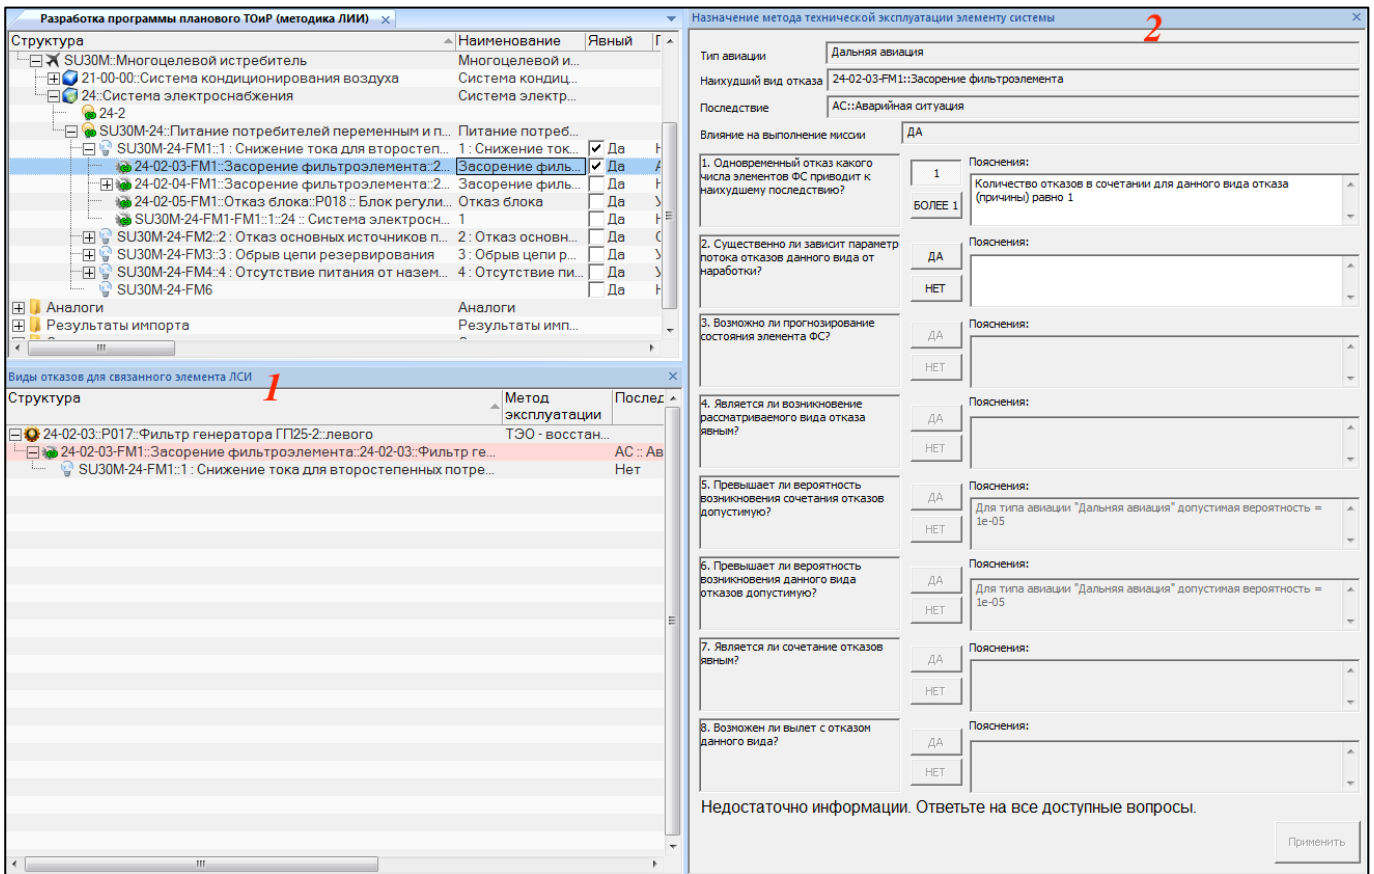 Разработка программы планового ТОиР (методика ЛИИ)
Структура Наименование Явный
SU30M::Многоцелевой истребитель Многоцелевой и...
21-00-00::Система кондиционирования воздуха Система кондиц...
24::Система электроснабжения Система электр...
24-2
SU30M-24::Питание потребителей переменным и п... Питание потреб...
SU30M-24-FM1::1 : Снижение тока для второстеп... 1 : Снижение ток... Да
24-02-03-FM1::Засорение фильтроэлемента::2... Засорение филь... Да
24-02-04-FM1::Засорение фильтроэлемента::2... Засорение филь... Да
24-02-05-FM1::Отказ блока::P018 :: Блок регули... Отказ блока Да
SU30M-24-FM1-FM1::1::24 :: Система электросн... 1 Да
SU30M-24-FM2::2 : Отказ основных источников п... 2 : Отказ основн... Да
SU30M-24-FM3::3 : Обрыв цепи резервирования 3 : Обрыв цепи р... Да
SU30M-24-FM4::4 : Отсутствие питания от назем... 4 : Отсутствие пи... Да
SU30M-24-FM6 Да
Аналоги Аналоги
Результаты импорта Результаты имп...
Виды отказов для связанного элемента ЛСИ
1
Структура Метод эксплуатации Послед
24-02-03::P017::Фильтр генератора ГП25-2::левого ТЭО - восстан...
24-02-03-FM1::Засорение фильтроэлемента::24-02-03::Фильтр ге... АС :: Ав
SU30M-24-FM1::1 : Снижение тока для второстепенных потре... Нет
Назначение метода технической эксплуатации элементу системы
2
Тип авиации Дальняя авиация
Наихудший вид отказа 24-02-03-FM1::Засорение фильтроэлемента
Последствие АС::Аварийная ситуация
Влияние на выполнение миссии ДА
1. Одновременный отказ какого
числа элементов ФС приводит к
наихудшему последствию?
1
БОЛЕЕ 1
Пояснения:
Количество отказов в сочетании для данного вида отказа
(причины) равно 1
2. Существенно ли зависит параметр
потока отказов данного вида от
наработки?
ДА
НЕТ
Пояснения:
3. Возможно ли прогнозирование
состояния элемента ФС?
ДА
НЕТ
Пояснения:
4. Является ли возникновение
рассматриваемого вида отказа
явным?
ДА
НЕТ
Пояснения:
5. Превышает ли вероятность
возникновения сочетания отказов
допустимую?
ДА
НЕТ
Пояснения:
Для типа авиации "Дальняя авиация" допустимая вероятность =
1e-05
6. Превышает ли вероятность
возникновения данного вида
отказов допустимую?
ДА
НЕТ
Пояснения:
Для типа авиации "Дальняя авиация" допустимая вероятность =
1e-05
7. Является ли сочетание отказов
явным?
ДА
НЕТ
Пояснения:
8. Возможен ли вылет с отказом
данного вида?
ДА
НЕТ
Пояснения:
Недостаточно информации. Ответьте на все доступные вопросы.
Применить